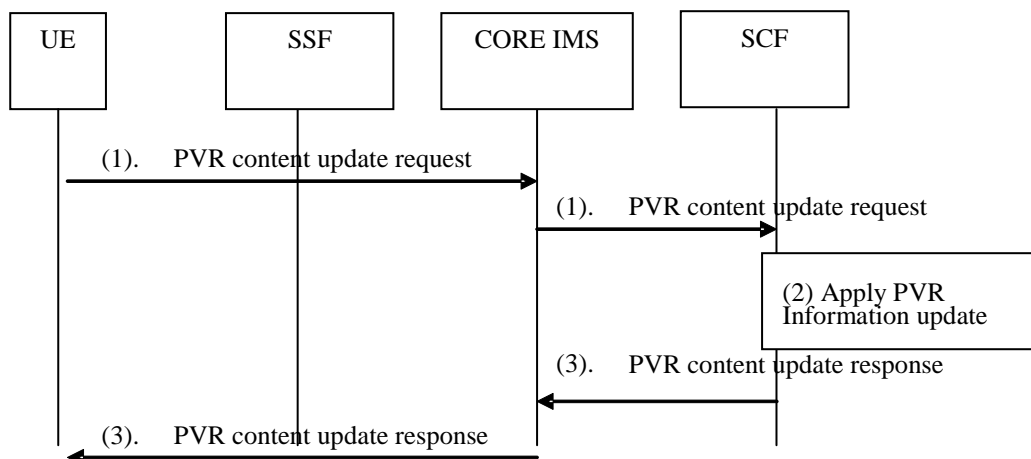 UE SSF CORE IMS SCF
(1). PVR content update request
(1). PVR content update request
(2) Apply PVR
Information update
(3). PVR content update response
(3). PVR content update response